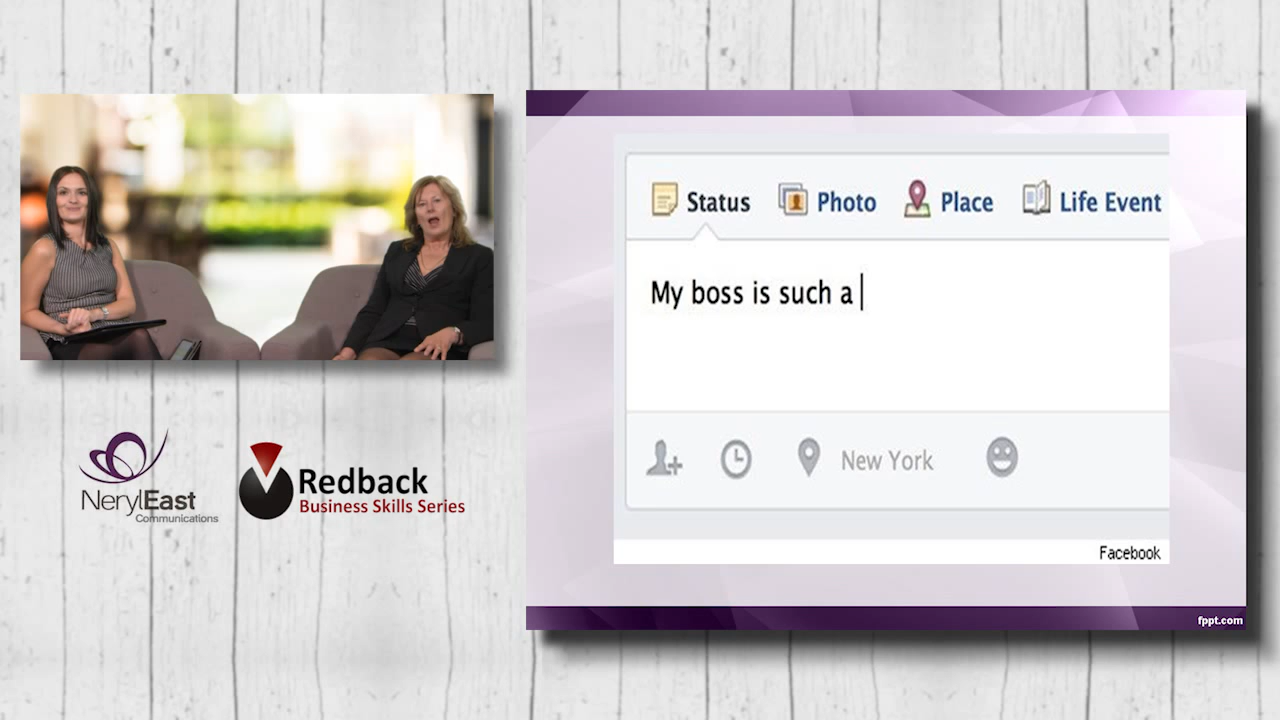 NerylEast
Communications
Redback
Business Skills Series
Status Photo Place Life Event
My boss is such a
New York
Facebook
fppt.com